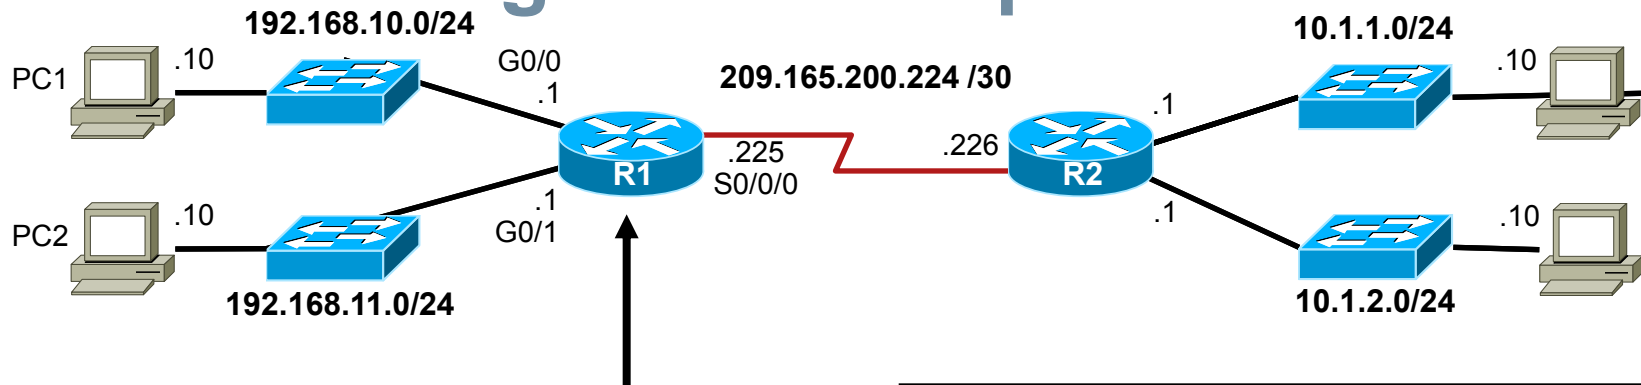 192.168.10.0/24
10.1.1.0/24
PC1
.10
G0/0
.1
209.165.200.224 /30
.1
.10
R1
.225
S0/0/0
.226
R2
PC2
.10
.1
G0/1
.1
.10
192.168.11.0/24
10.1.2.0/24